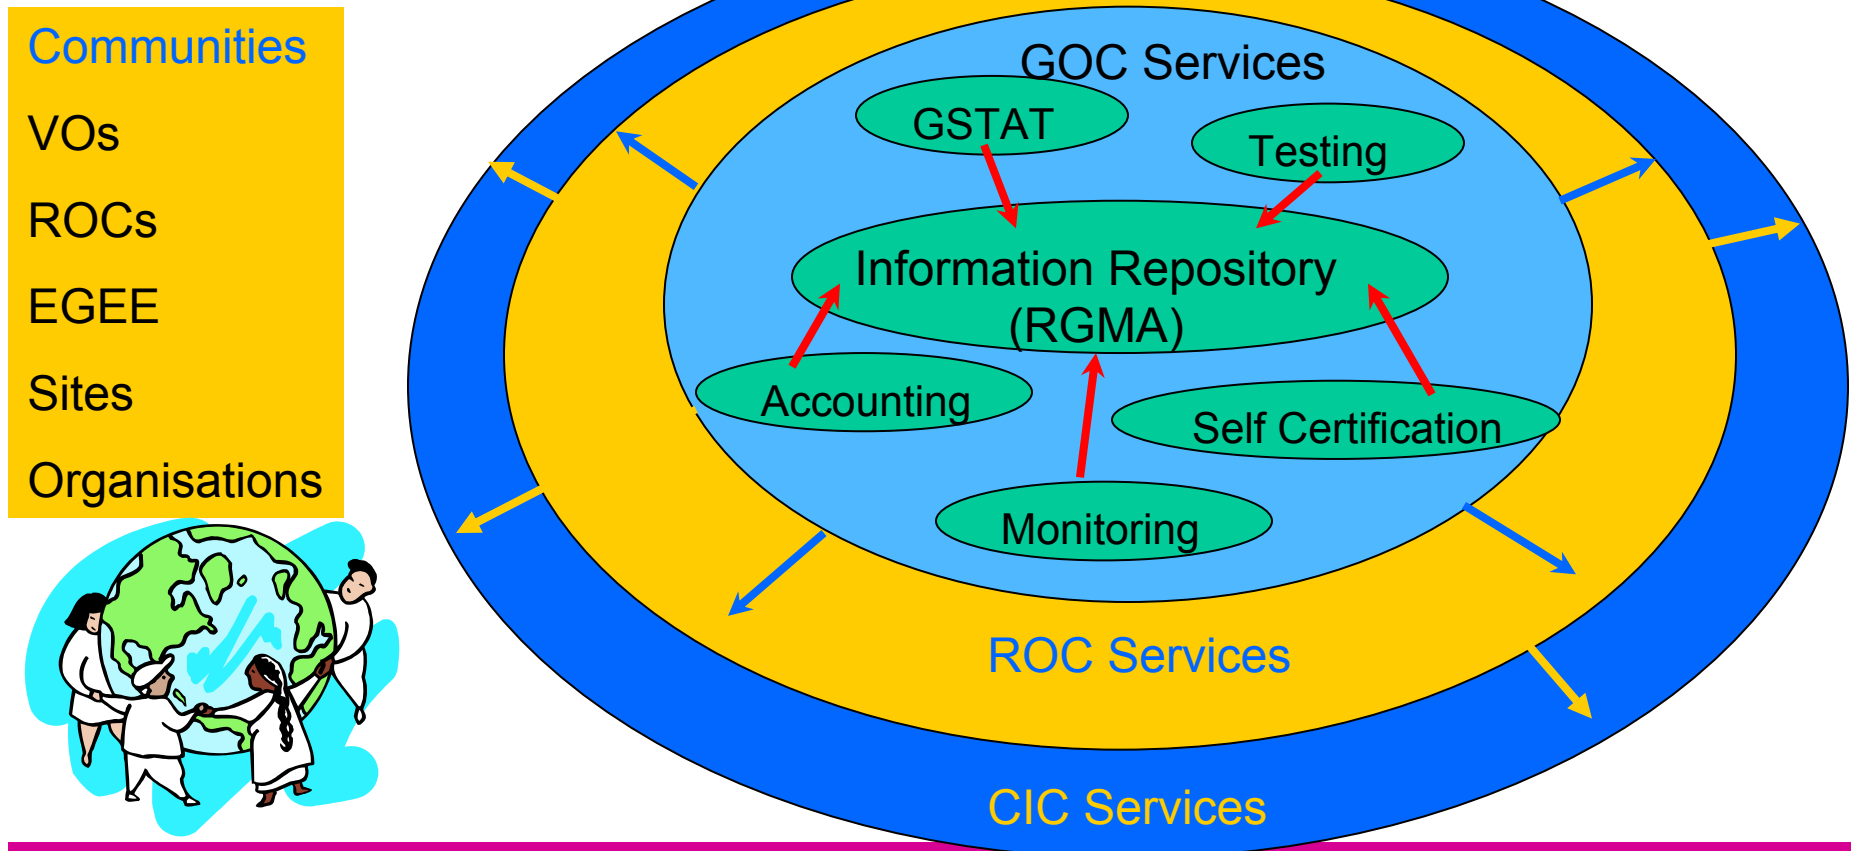 Communities
VOs
ROCs
EGEE
Sites
Organisations
GOC Services
GSTAT
Testing
Information Repository
(RGMA)
Accounting
Self Certification
Monitoring
ROC Services
CIC Services